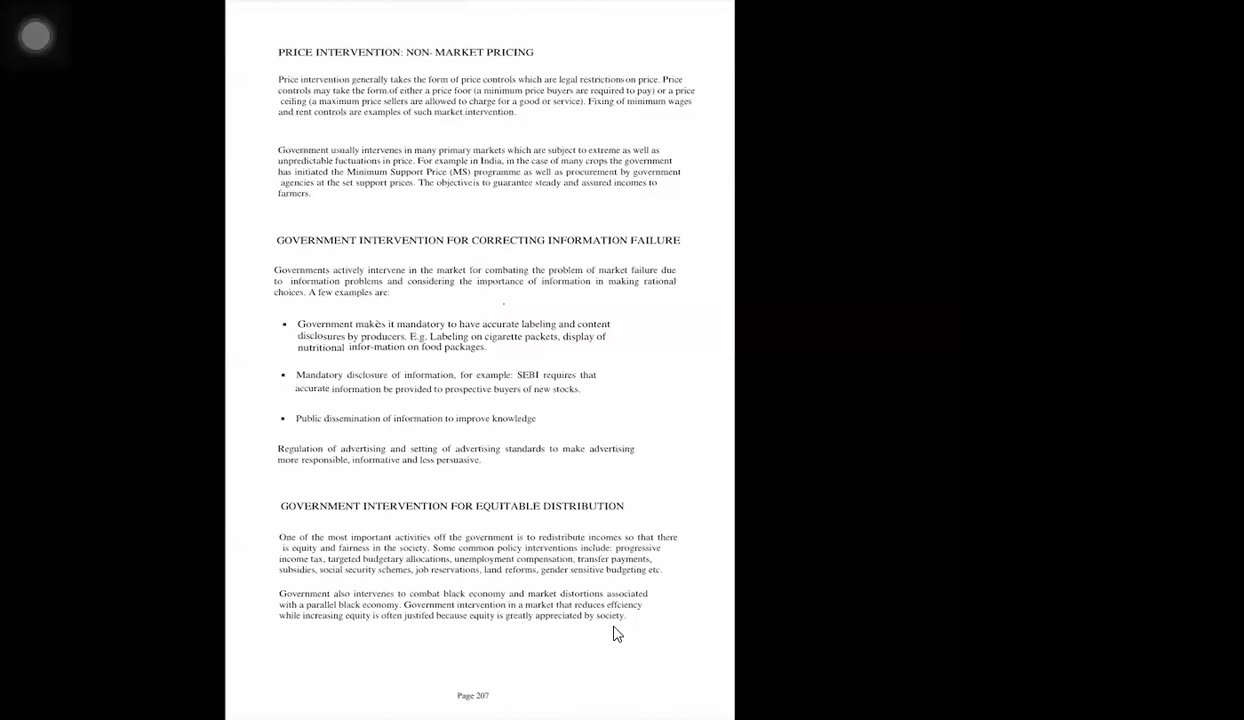 PRICE INTERVENTION: NON- MARKET PRICING
Price intervention generally takes the form of price controls which are legal restrictions on price. Price
controls may take the form.of either a price foor (a minimum price buyers are required to pay) or a price
ceiling (a maximum price sellers are allowed to charge for a good or service). Fixing of minimum wages
and rent controls are examples of such market intervention.
Government usually intervenes in many primary markets which are subject to extreme as well as
unpredictable fuctuations in price. For example in India, in the case of many crops the government
has initiated the Minimum Support Price (MS) programme as well as procurement by government
agencies at the set support prices. The objective is to guarantee steady and assured incomes to
farmers.
GOVERNMENT INTERVENTION FOR CORRECTING INFORMATION FAILURE
Governments actively intervene in the market for combating the problem of market failure due
to information problems and considering the importance of information in making rational
choices. A few examples are:
• Government makes it mandatory to have accurate labeling and content
disclosures by producers. E.g. Labeling on cigarette packets, display of
nutritional infor-mation on food packages.
• Mandatory disclosure of information, for example: SEBI requires that
accurate information be provided to prospective buyers of new stocks.
• Public dissemination of information to improve knowledge
Regulation of advertising and setting of advertising standards to make advertising
more responsible, informative and less persuasive.
GOVERNMENT INTERVENTION FOR EQUITABLE DISTRIBUTION
One of the most important activities off the government is to redistribute incomes so that there
is equity and fairness in the society. Some common policy interventions include: progressive
income tax, targeted budgetary allocations, unemployment compensation, transfer payments,
subsidies, social security schemes, job reservations, land reforms, gender sensitive budgeting etc.
Government also intervenes to combat black economy and market distortions associated
with a parallel black economy. Government intervention in a market that reduces effciency
while increasing equity is often justifed because equity is greatly appreciated by society.
Page 207